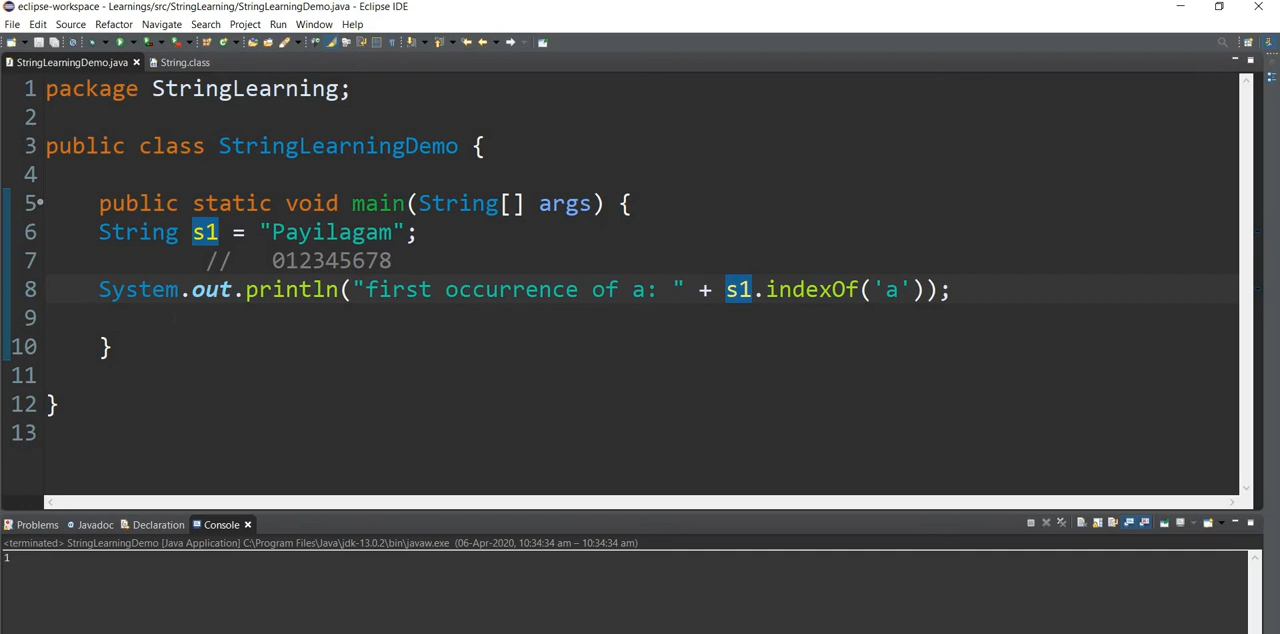 eclipse-workspace - Learnings/src/StringLearning/StringLearningDemo.java - Eclipse IDE
File Edit Source Refactor Navigate Search Project Run Window Help
StringLearningDemo.java String.class
1 package StringLearning;
2
3 public class StringLearningDemo {
4
5 public static void main(String[] args) {
6 String s1 = "Payilagam";
7 // 012345678
8 System.out.println("first occurrence of a: " + s1.indexOf('a'));
9
10 }
11
12 }
13
Problems Javadoc Declaration Console
<terminated> StringLearningDemo [Java Application] C:\Program Files\Java\jdk-13.0.2\bin\javaw.exe (06-Apr-2020, 10:34:34 am – 10:34:34 am)
1